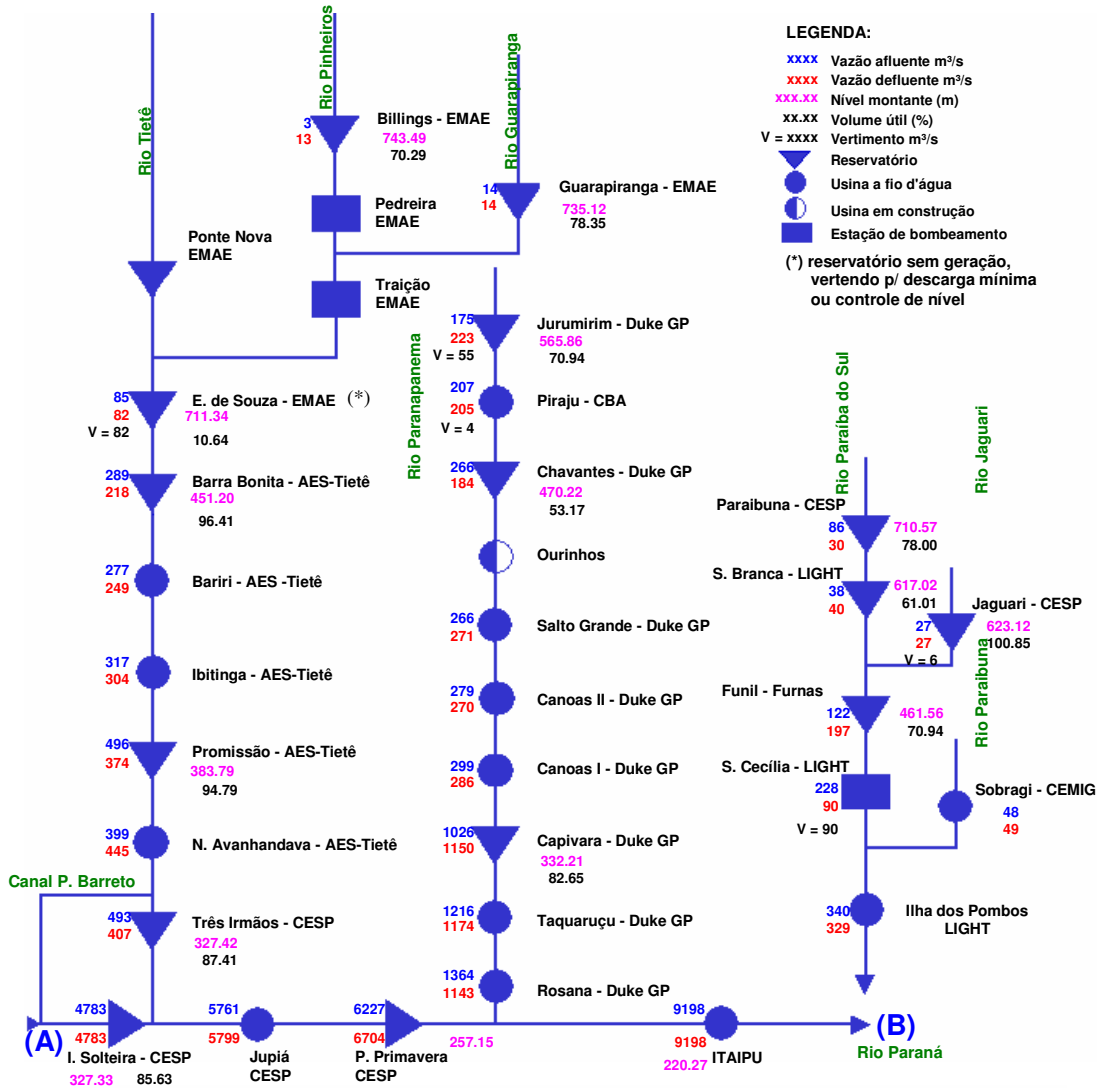 LEGENDA:
xxxx Vazão afluente m³/s
xxxx Vazão defluente m³/s
xxx.xx Nível montante (m)
xx.xx Volume útil (%)
V = xxxx Vertimento m³/s
Reservatório
Usina a fio d'água
Usina em construção
Estação de bombeamento
(*) reservatório sem geração,
vertendo p/ descarga mínima
ou controle de nível
Rio Tietê
Rio Pinheiros
Rio Guarapiranga
3
13
Billings - EMAE
743.49
70.29
Pedreira
EMAE
14
14
Guarapiranga - EMAE
735.12
78.35
Ponte Nova
EMAE
Traição
EMAE
85
82
V = 82
E. de Souza - EMAE (*)
711.34
10.64
289
218
Barra Bonita - AES-Tietê
451.20
96.41
277
249
Bariri - AES -Tietê
317
304
Ibitinga - AES-Tietê
496
374
Promissão - AES-Tietê
383.79
94.79
399
445
N. Avanhandava - AES-Tietê
Canal P. Barreto
493
407
Três Irmãos - CESP
327.42
87.41
Rio Paranapanema
175
223
V = 55
Jurumirim - Duke GP
565.86
70.94
207
205
V = 4
Piraju - CBA
266
184
Chavantes - Duke GP
470.22
53.17
Ourinhos
266
271
Salto Grande - Duke GP
279
270
Canoas II - Duke GP
299
286
Canoas I - Duke GP
1026
1150
Capivara - Duke GP
332.21
82.65
1216
1174
Taquaruçu - Duke GP
1364
1143
Rosana - Duke GP
Rio Paraíba do Sul
Rio Jaguari
Paraibuna - CESP
86
30
710.57
78.00
S. Branca - LIGHT
38
40
617.02
61.01
Jaguari - CESP
27
27
V = 6
623.12
100.85
Rio Paraibuna
Funil - Furnas
122
197
461.56
70.94
S. Cecília - LIGHT
228
90
V = 90
Sobragi - CEMIG
48
49
340
329
Ilha dos Pombos
LIGHT
(A)
4783
4783
I. Solteira - CESP
327.33 85.63
5761
5799
Jupiá
CESP
6227
6704
P. Primavera
CESP
257.15
9198
9198
ITAIPU
220.27
(B)
Rio Paraná